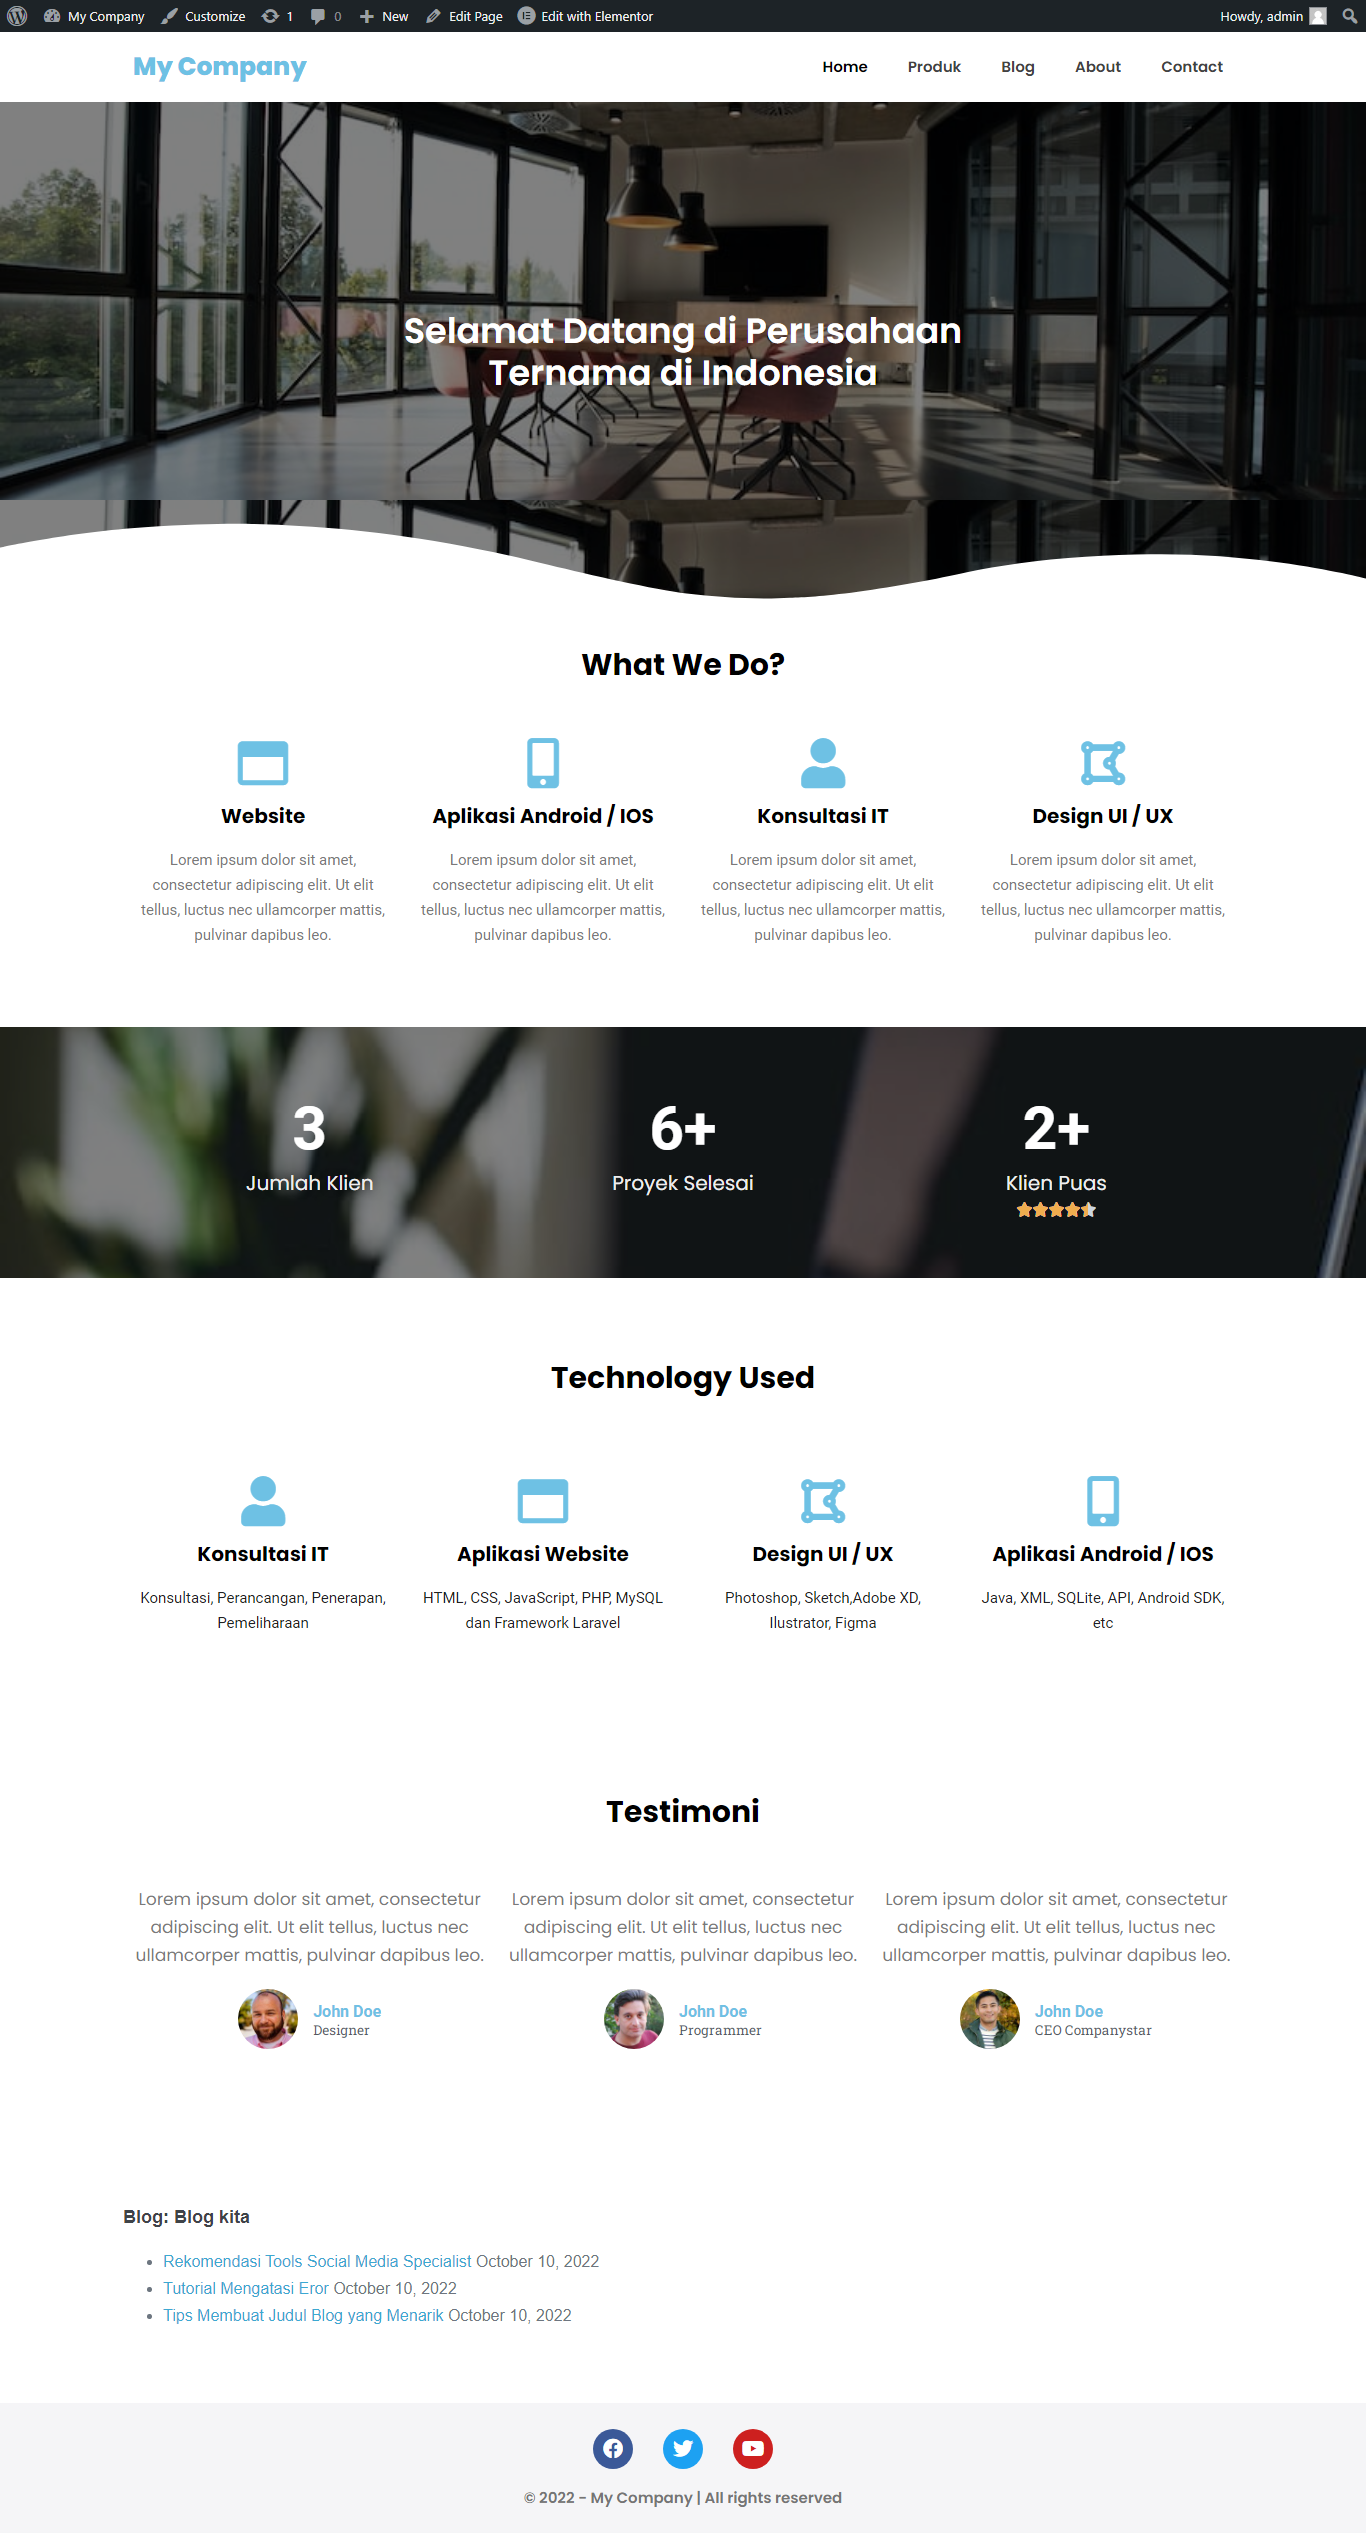 My Company Customize 1 0 New Edit Page Edit with Elementor Howdy, admin
My Company
Home Produk Blog About Contact
Selamat Datang di Perusahaan
Ternama di Indonesia
What We Do?
Website
Lorem ipsum dolor sit amet,
consectetur adipiscing elit. Ut elit
tellus, luctus nec ullamcorper mattis,
pulvinar dapibus leo.
Aplikasi Android / IOS
Lorem ipsum dolor sit amet,
consectetur adipiscing elit. Ut elit
tellus, luctus nec ullamcorper mattis,
pulvinar dapibus leo.
Konsultasi IT
Lorem ipsum dolor sit amet,
consectetur adipiscing elit. Ut elit
tellus, luctus nec ullamcorper mattis,
pulvinar dapibus leo.
Design UI / UX
Lorem ipsum dolor sit amet,
consectetur adipiscing elit. Ut elit
tellus, luctus nec ullamcorper mattis,
pulvinar dapibus leo.
3
Jumlah Klien
6+
Proyek Selesai
2+
Klien Puas
Technology Used
Konsultasi IT
Konsultasi, Perancangan, Penerapan,
Pemeliharaan
Aplikasi Website
HTML, CSS, JavaScript, PHP, MySQL
dan Framework Laravel
Design UI / UX
Photoshop, Sketch,Adobe XD,
Ilustrator, Figma
Aplikasi Android / IOS
Java, XML, SQLite, API, Android SDK,
etc
Testimoni
Lorem ipsum dolor sit amet, consectetur
adipiscing elit. Ut elit tellus, luctus nec
ullamcorper mattis, pulvinar dapibus leo.
John Doe
Designer
Lorem ipsum dolor sit amet, consectetur
adipiscing elit. Ut elit tellus, luctus nec
ullamcorper mattis, pulvinar dapibus leo.
John Doe
Programmer
Lorem ipsum dolor sit amet, consectetur
adipiscing elit. Ut elit tellus, luctus nec
ullamcorper mattis, pulvinar dapibus leo.
John Doe
CEO Companystar
Blog: Blog kita
Rekomendasi Tools Social Media Specialist October 10, 2022
Tutorial Mengatasi Eror October 10, 2022
Tips Membuat Judul Blog yang Menarik October 10, 2022
© 2022 - My Company | All rights reserved